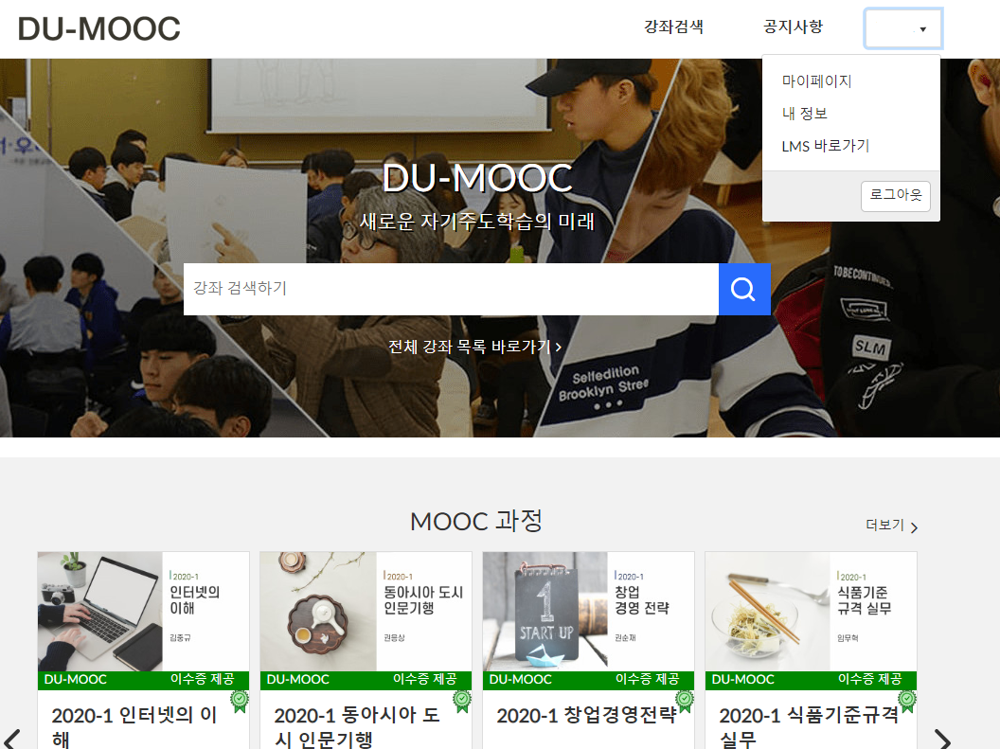 DU-MOOC
강좌검색
공지사항
마이페이지
내 정보
LMS 바로가기
로그아웃
DU-MOOC
새로운 자기주도학습의 미래
강좌 검색하기
전체 강좌 목록 바로가기 >
TO BE CONTINUED...
SLM
Selfedition
Brooklyn Stree
MOOC 과정
더보기 >
2020-1
인터넷의
이해
김종규
DU-MOOC 이수증 제공
2020-1 인터넷의 이
해
2020-1
동아시아 도시
인문기행
권응상
DU-MOOC 이수증 제공
2020-1 동아시아 도
시 인문기행
1
START UP
2020-1
창업
경영 전략
권순재
DU-MOOC 이수증 제공
2020-1 창업경영전략
2020-1
식품기준
규격 실무
임무혁
DU-MOOC 이수증 제공
2020-1 식품기준규격
실무